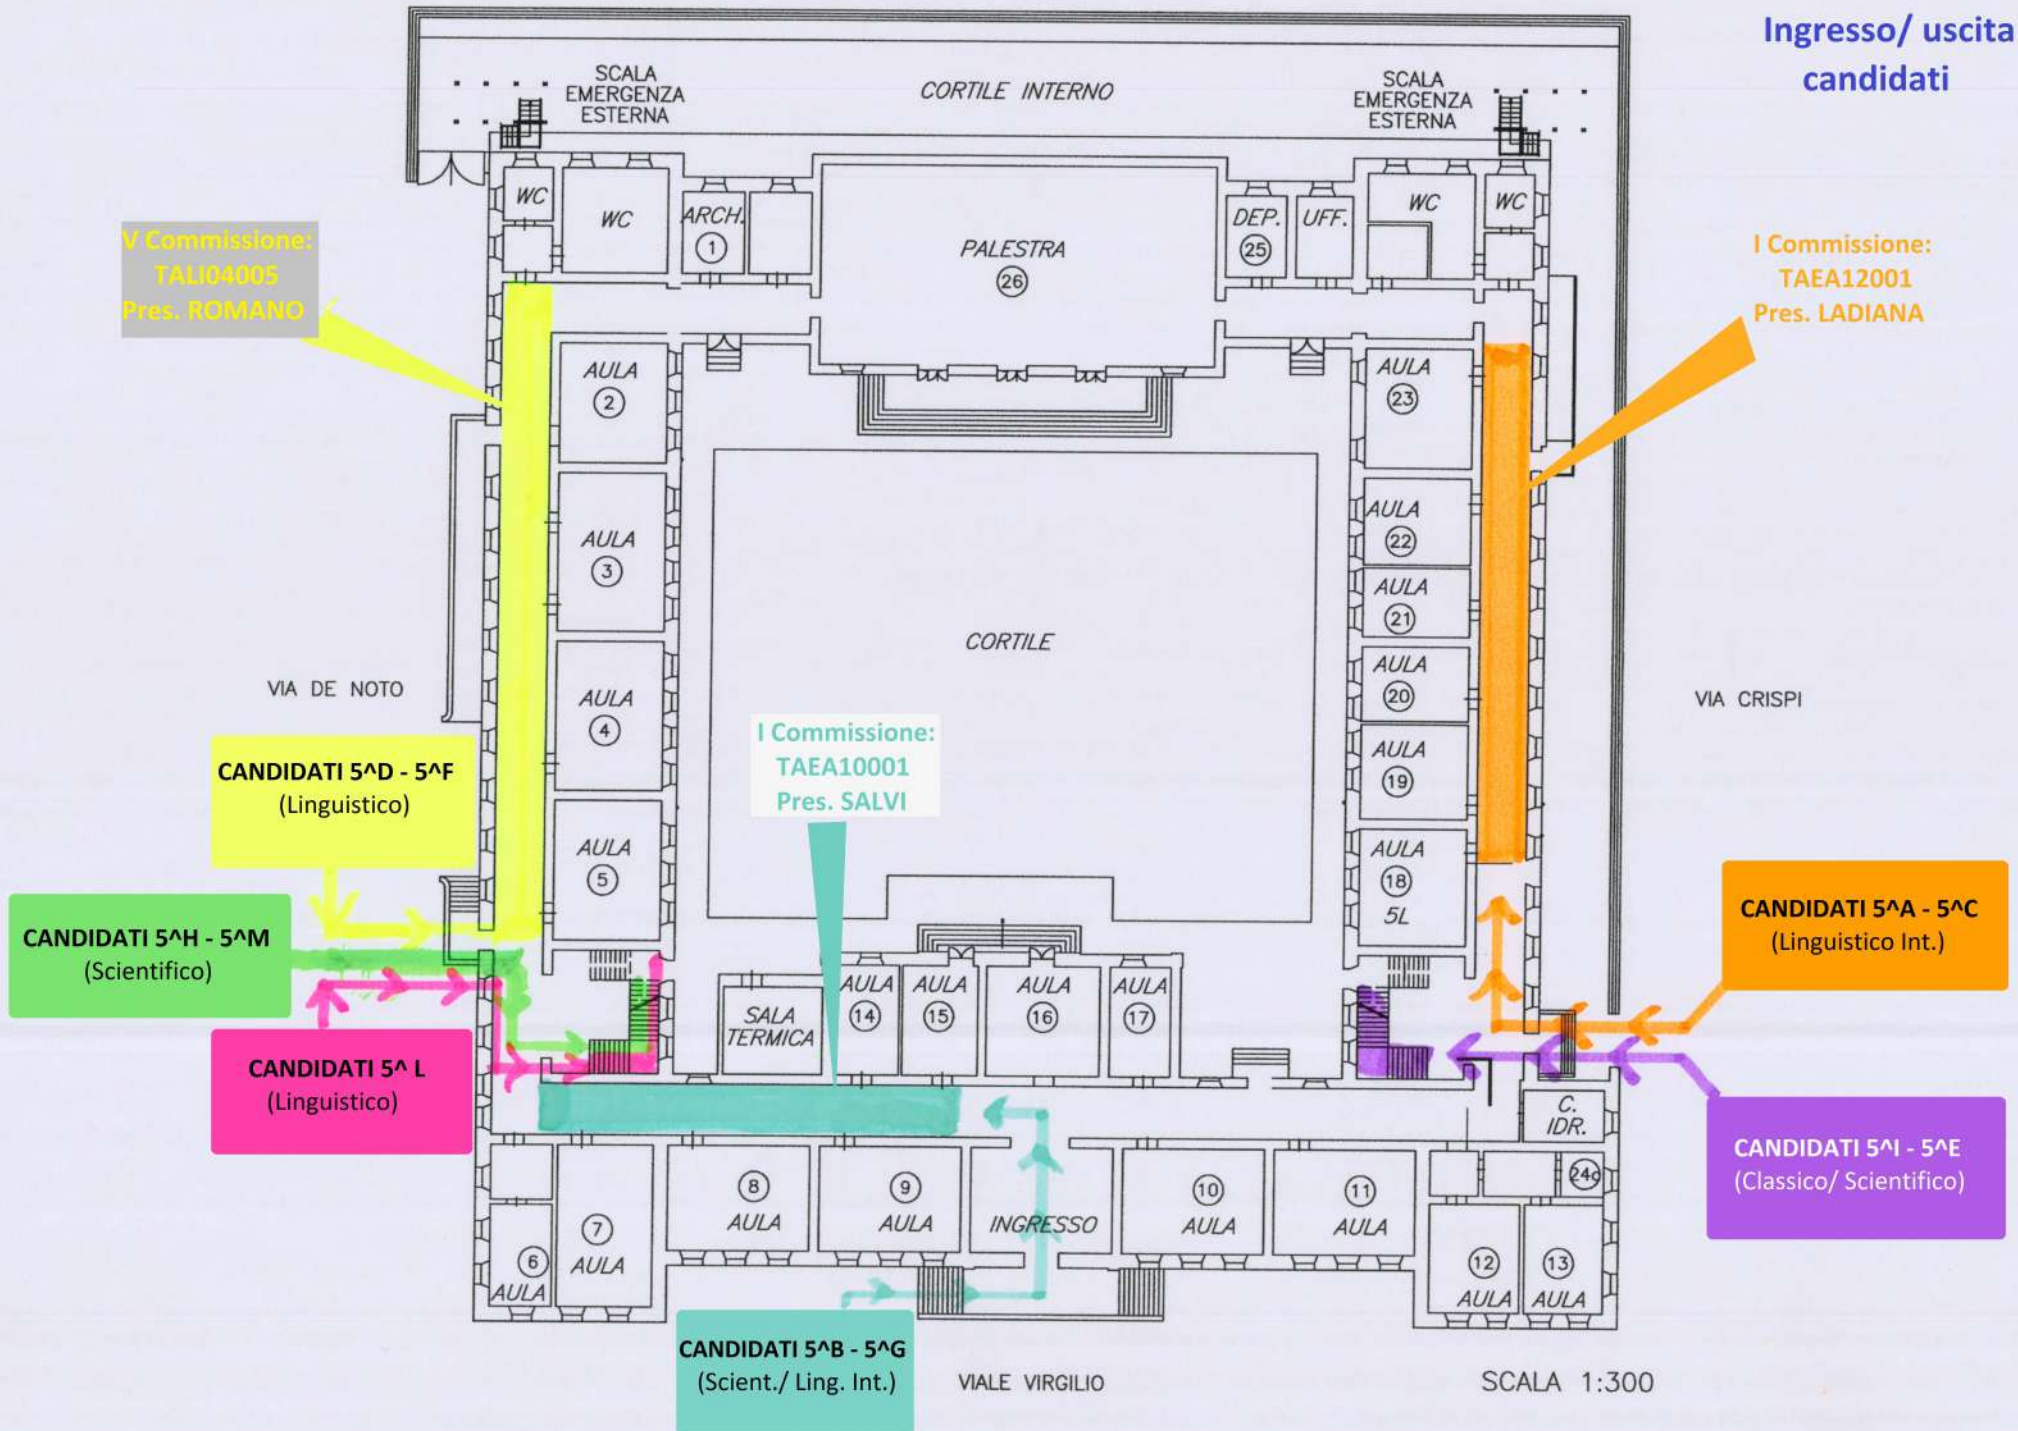 Ingresso/ uscita
candidati
SCALA
EMERGENZA
ESTERNA
CORTILE INTERNO
SCALA
EMERGENZA
ESTERNA
WC
WC
ARCH.
1
PALESTRA
26
DEP.
25
UFF.
WC
WC
V Commissione:
TALI04005
Pres. ROMANO
I Commissione:
TAEA12001
Pres. LADIANA
AULA
2
AULA
23
AULA
3
AULA
22
AULA
21
CORTILE
VIA DE NOTO
AULA
4
AULA
20
VIA CRISPI
I Commissione:
TAEA10001
Pres. SALVI
AULA
19
CANDIDATI 5^D - 5^F
(Linguistico)
AULA
5
AULA
18
5L
CANDIDATI 5^H - 5^M
(Scientifico)
CANDIDATI 5^A - 5^C
(Linguistico Int.)
SALA
TERMICA
AULA
14
AULA
15
AULA
16
AULA
17
CANDIDATI 5^ L
(Linguistico)
C.
IDR.
CANDIDATI 5^I - 5^E
(Classico/ Scientifico)
24c
6
AULA
7
AULA
8
AULA
9
AULA
INGRESSO
10
AULA
11
AULA
12
AULA
13
AULA
CANDIDATI 5^B - 5^G
(Scient./ Ling. Int.)
VIALE VIRGILIO
SCALA 1:300